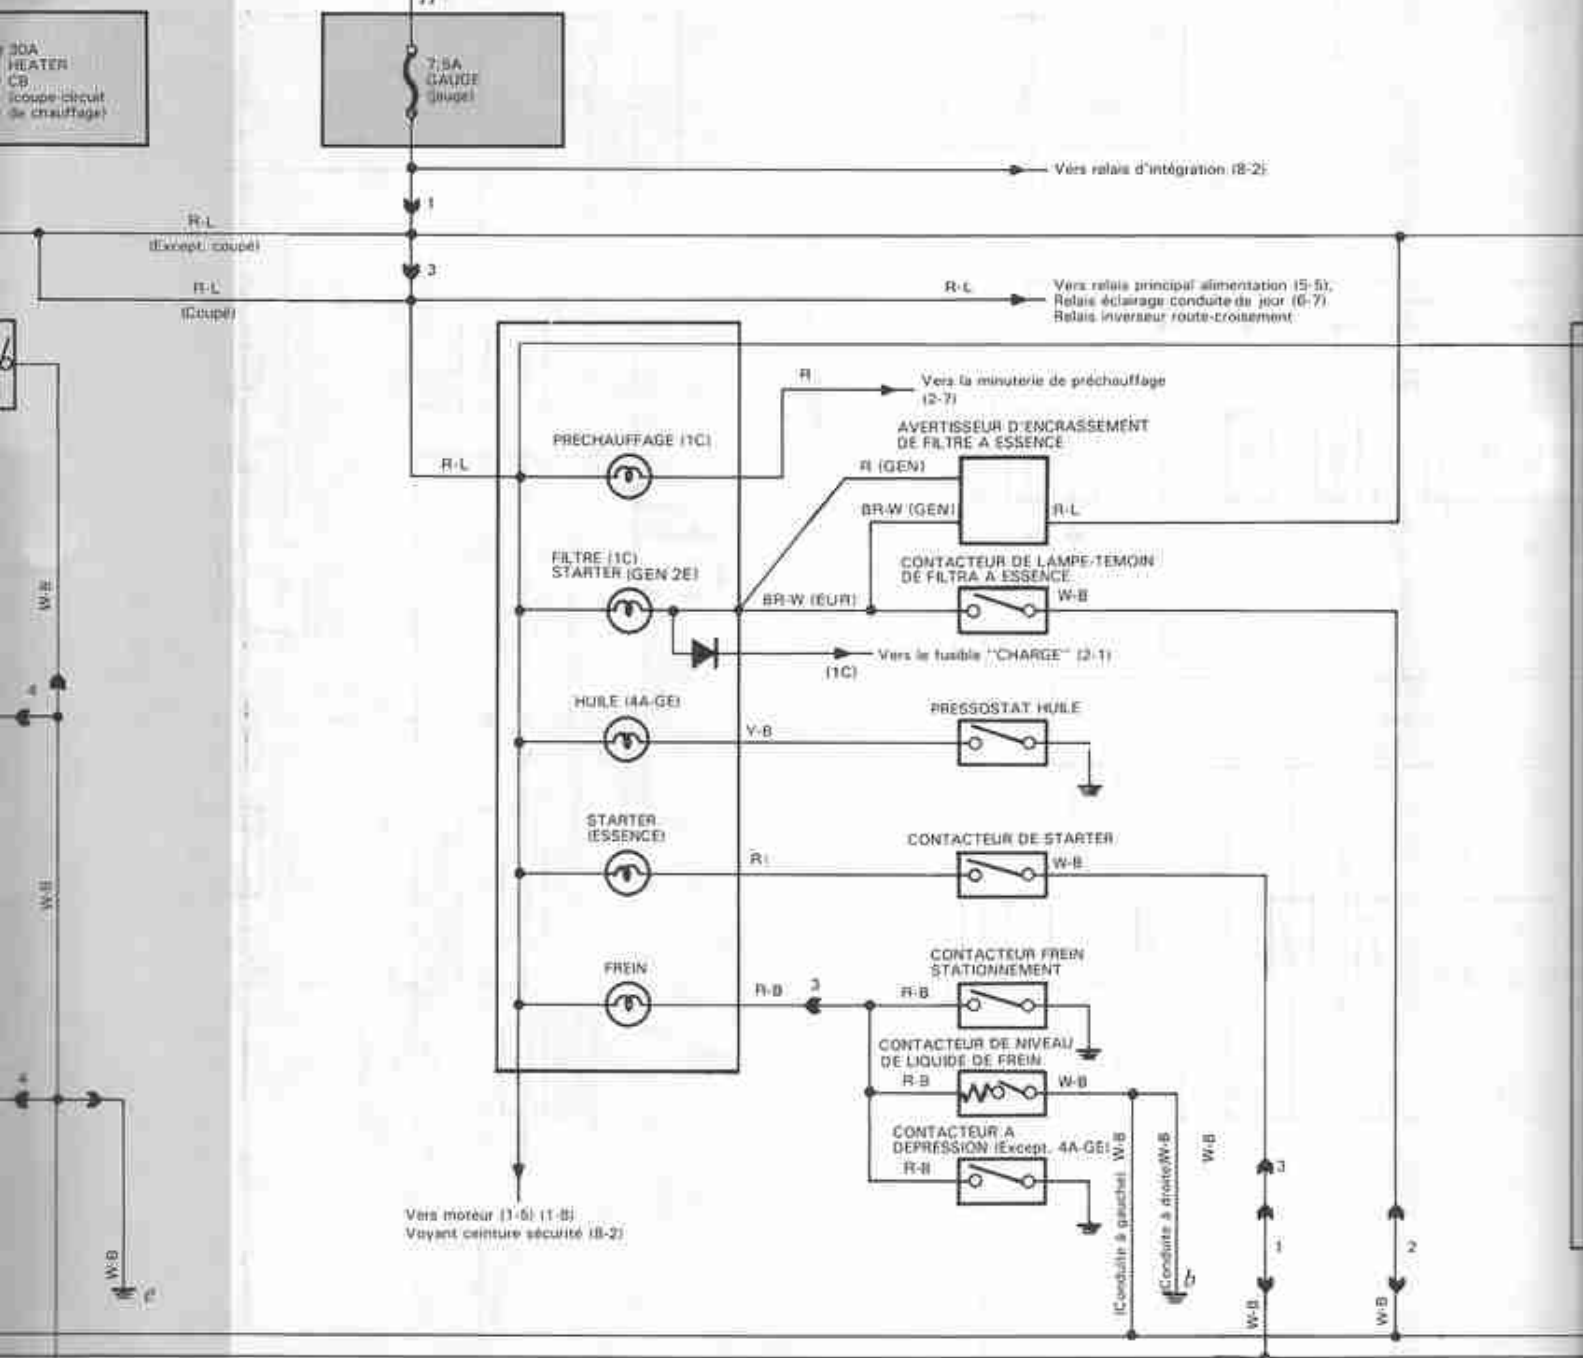 30A
HEATER
CB
(coupe-circuit
de chauffage)
7,5A
GAUGE
(jauge)
Vers relais d'intégration (8-2)
1
R-L
(Except. coupé)
3
R-L
(Coupé)
R-L
Vers relais principal alimentation (5-5),
Relais éclairage conduite de jour (6-7)
Relais inverseur route-croisement
R
Vers la minuterie de préchauffage
(2-7)
PRECHAUFFAGE (1C)
R-L
AVERTISSEUR D'ENCRASSEMENT
DE FILTRE A ESSENCE
R (GEN)
BR-W (GEN)
R-L
FILTRE (1C)
STARTER (GEN 2E)
CONTACTEUR DE LAMPE-TEMOIN
DE FILTRA A ESSENCE
BR-W (EUR)
W-B
Vers le fusible "CHARGE" (2-1)
(1C)
W-B
4
HUILE (4A-GE)
Y-B
PRESSOSTAT HUILE
STARTER
(ESSENCE)
R
CONTACTEUR DE STARTER
W-B
W-B
FREIN
R-B
3
R-B
CONTACTEUR FREIN
STATIONNEMENT
CONTACTEUR DE NIVEAU
DE LIQUIDE DE FREIN
R-B
W-B
CONTACTEUR A
DEPRESSION (Except. 4A-GE)
R-B
4
W-B
e
Vers moteur (1-5) (1-8)
Voyant ceinture sécurité (8-2)
(Conduite à gauche) W-B
(Conduite à droite) W-B
W-B
b
3
1
2
W-B
W-B